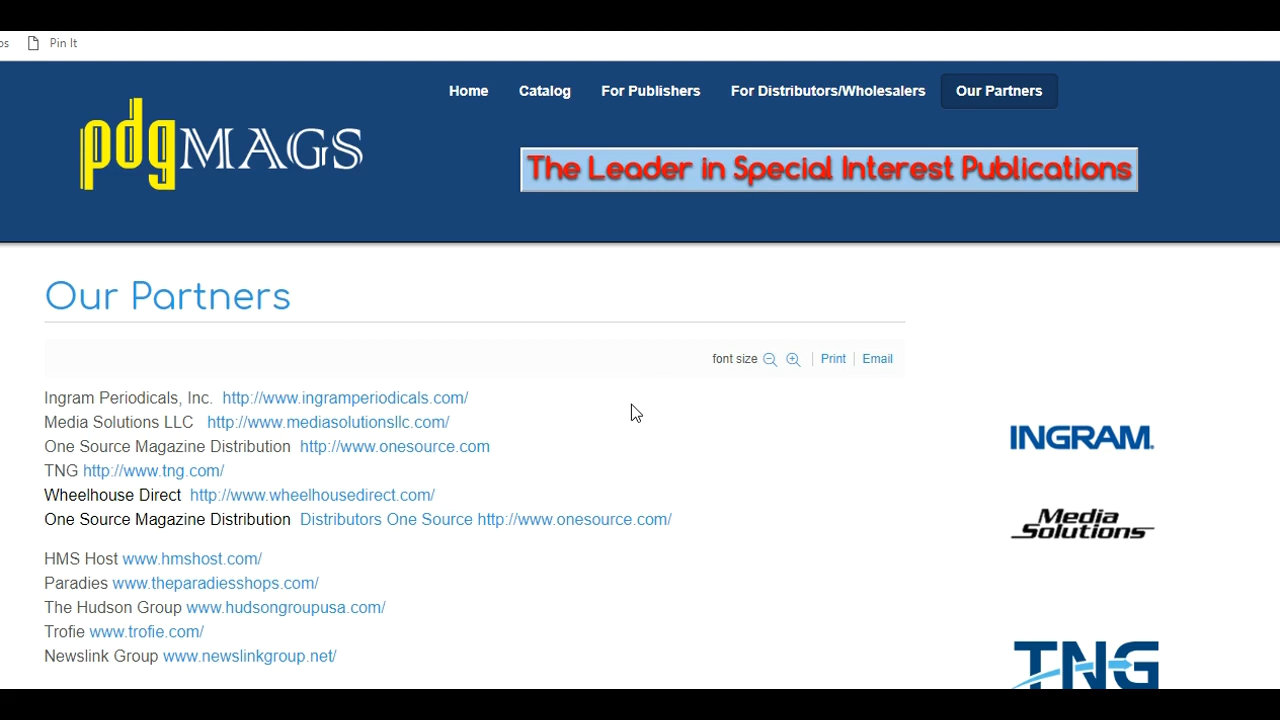 os Pin It
Home Catalog For Publishers For Distributors/Wholesalers Our Partners
pdgMAGS
The Leader in Special Interest Publications
Our Partners
font size Print Email
Ingram Periodicals, Inc. http://www.ingramperiodicals.com/
Media Solutions LLC http://www.mediasolutionsllc.com/
One Source Magazine Distribution http://www.onesource.com
TNG http://www.tng.com/
Wheelhouse Direct http://www.wheelhousedirect.com/
One Source Magazine Distribution Distributors One Source http://www.onesource.com/
HMS Host www.hmshost.com/
Paradies www.theparadiesshops.com/
The Hudson Group www.hudsongroupusa.com/
Trofie www.trofie.com/
Newslink Group www.newslinkgroup.net/
INGRAM.
Media
Solutions
TNG